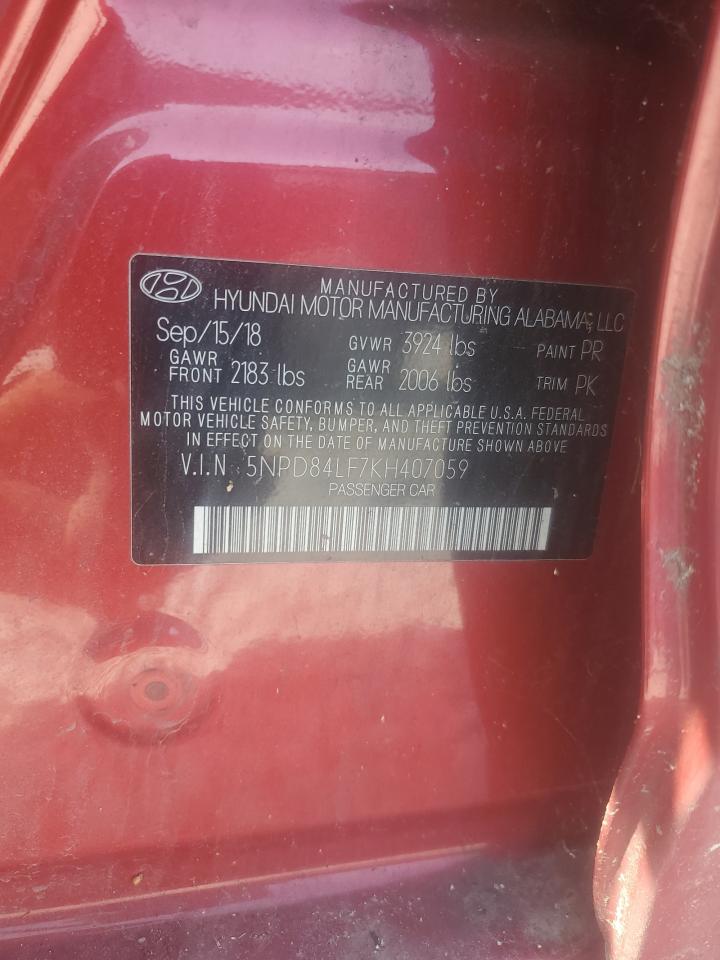 MANUFACTURED BY
HYUNDAI MOTOR MANUFACTURING ALABAMA, LLC
Sep/15/18 GVWR 3924 lbs PAINT PR
GAWR FRONT 2183 lbs GAWR REAR 2006 lbs TRIM PK
THIS VEHICLE CONFORMS TO ALL APPLICABLE U.S.A. FEDERAL
MOTOR VEHICLE SAFETY, BUMPER, AND THEFT PREVENTION STANDARDS
IN EFFECT ON THE DATE OF MANUFACTURE SHOWN ABOVE
V.I.N 5NPD84LF7KH407059
PASSENGER CAR